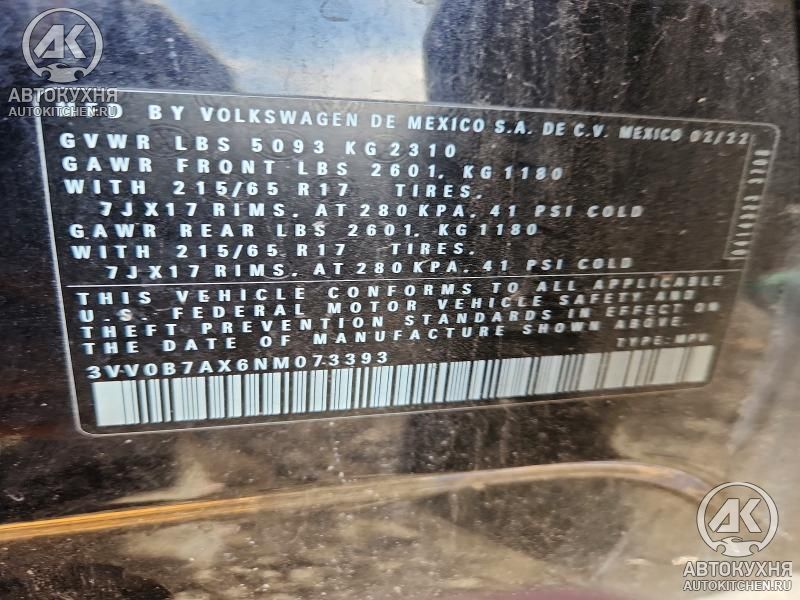 АК
АВТОКУХНЯ
AUTOKITCHEN.RU
MFD BY VOLKSWAGEN DE MEXICO S.A. DE C.V. MEXICO 02/22
GVWR LBS 5093 KG 2310
GAWR FRONT LBS 2601, KG 1180
WITH 215/65 R17 TIRES,
7JX17 RIMS, AT 280 KPA, 41 PSI COLD
GAWR REAR LBS 2601, KG 1180
WITH 215/65 R17 TIRES,
7JX17 RIMS, AT 280 KPA, 41 PSI COLD
THIS VEHICLE CONFORMS TO ALL APPLICABLE
U.S. FEDERAL MOTOR VEHICLE SAFETY AND
THEFT PREVENTION STANDARDS IN EFFECT ON
THE DATE OF MANUFACTURE SHOWN ABOVE.
TYPE: MPV
3VV0B7AX6NM073393
АК
АВТОКУХНЯ
AUTOKITCHEN.RU